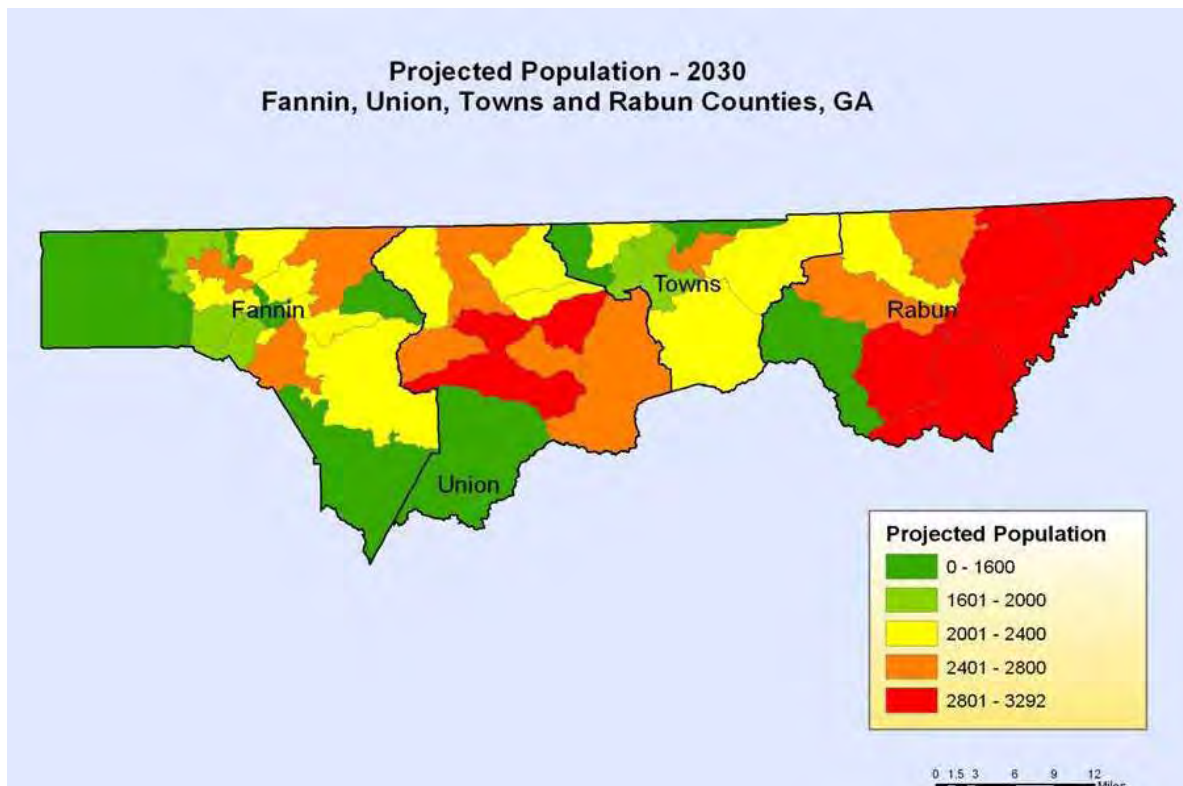 Projected Population - 2030
Fannin, Union, Towns and Rabun Counties, GA
Fannin
Towns
Rabun
Union
Projected Population
0 - 1600
1601 - 2000
2001 - 2400
2401 - 2800
2801 - 3292
0 1.5 3 6 9 12
Miles